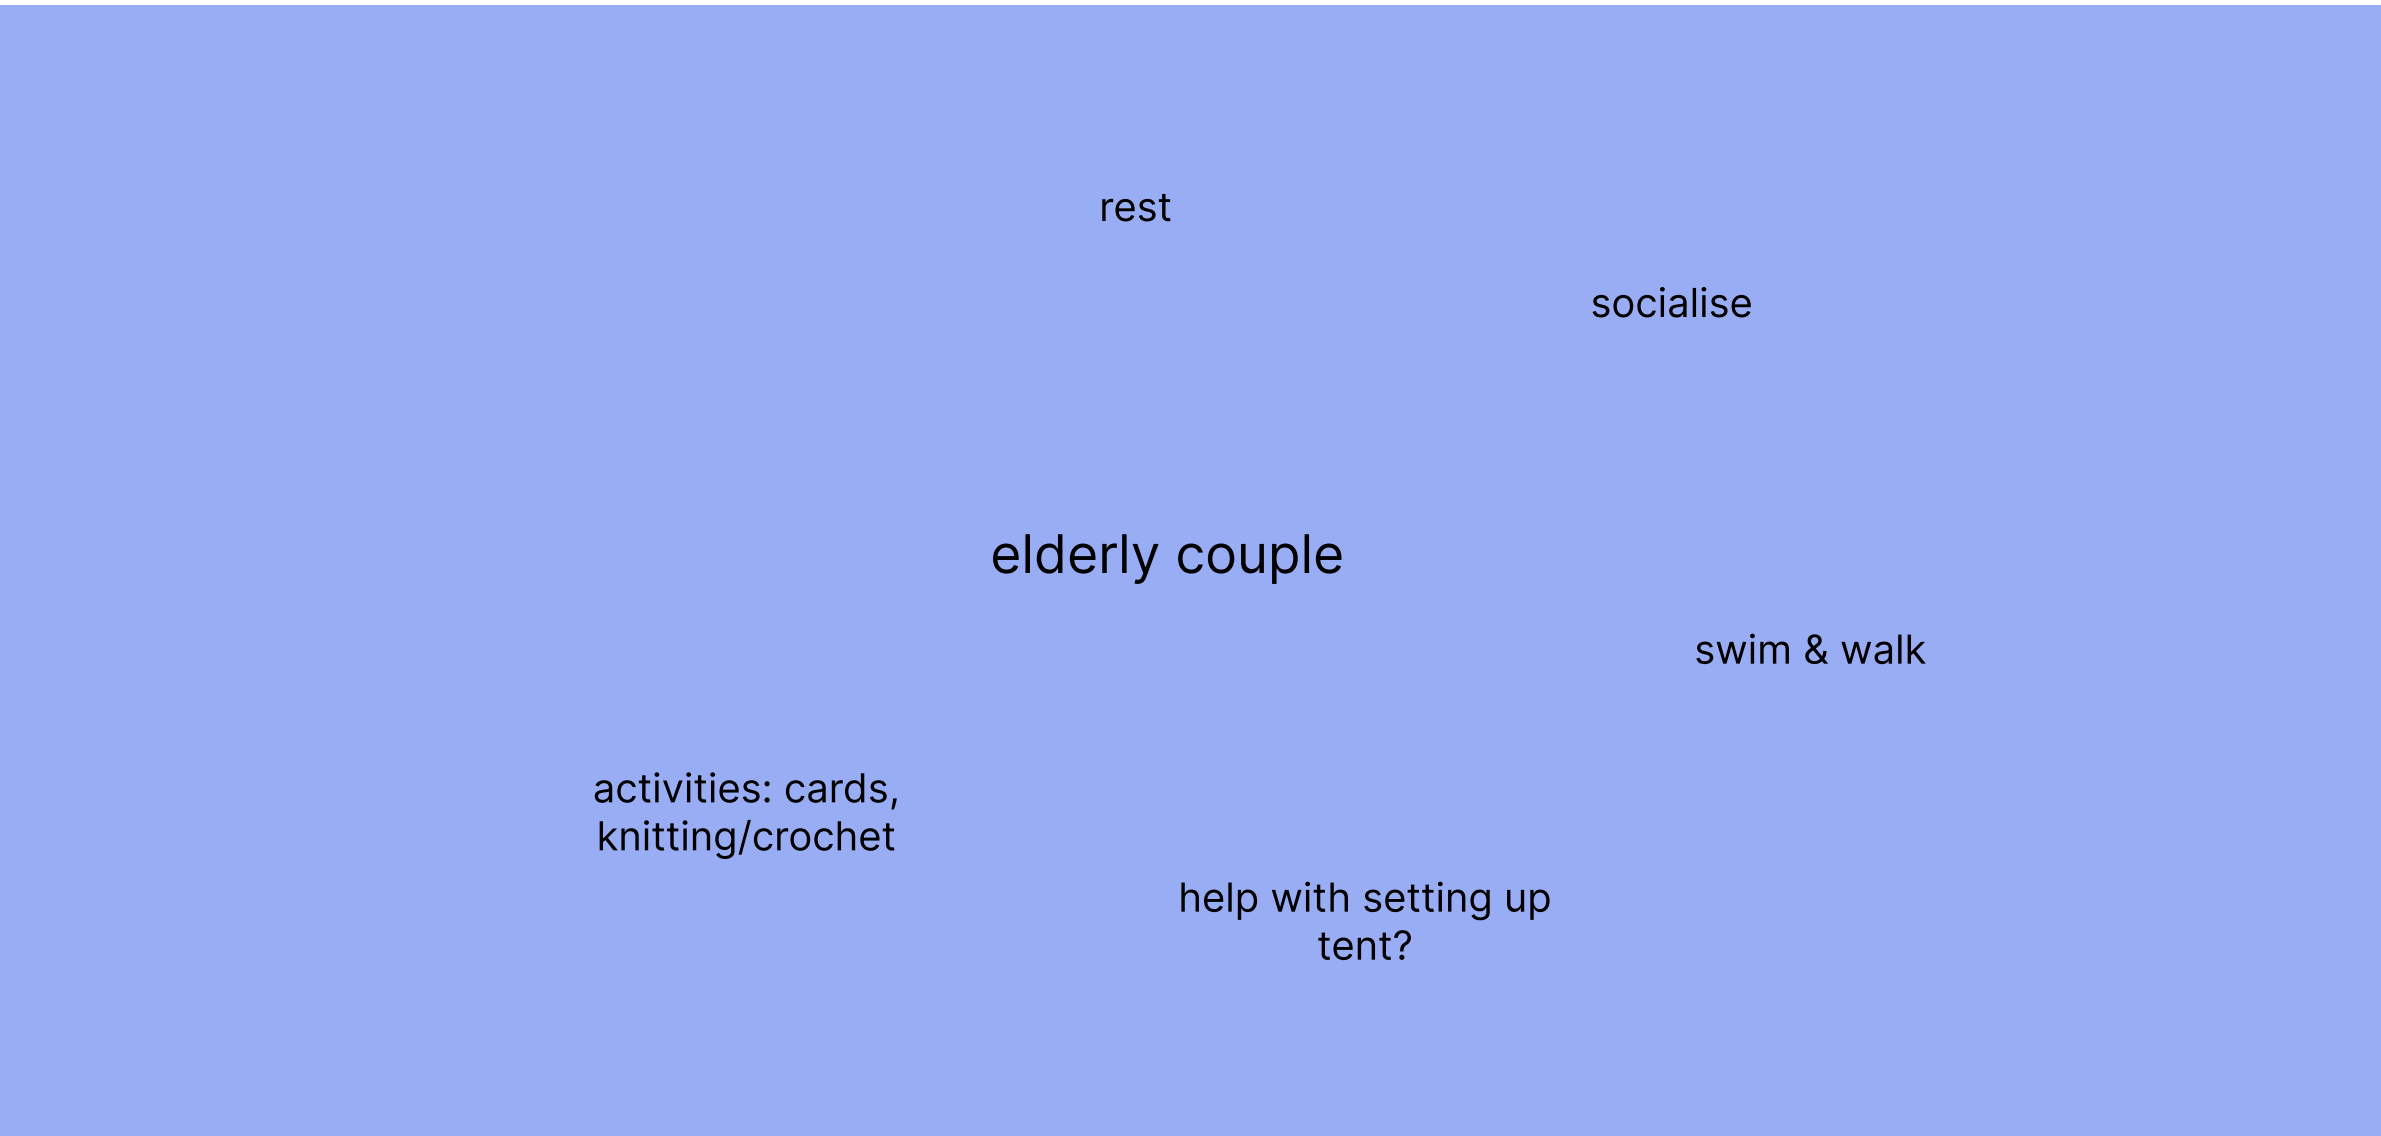 rest
socialise
elderly couple
swim & walk
activities: cards,
knitting/crochet
help with setting up
tent?